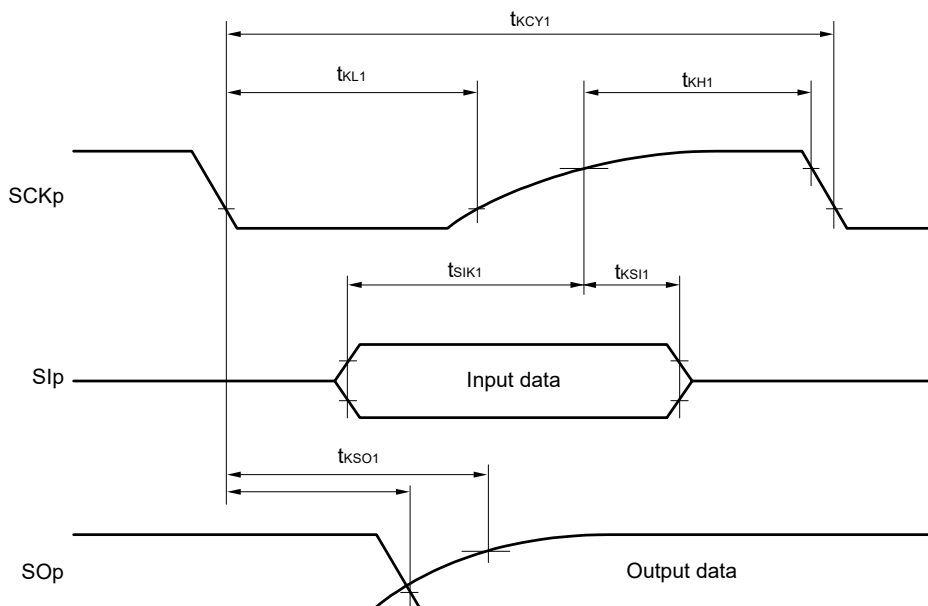 tKCY1
tKL1
tKH1
SCKp
tSIK1
tKSI1
SIp
Input data
tKSO1
SOp
Output data